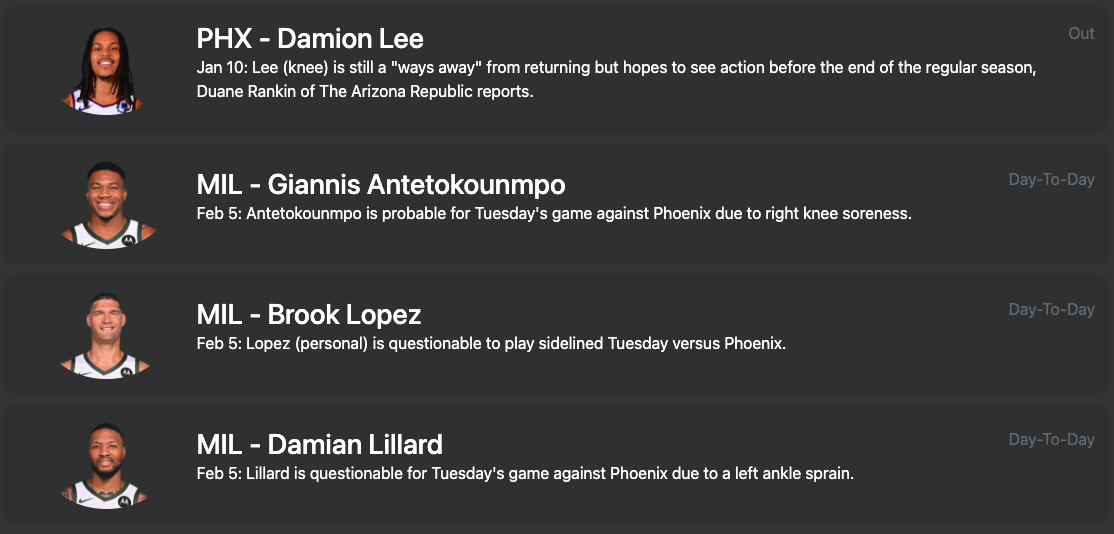 PHX - Damion Lee
Out
Jan 10: Lee (knee) is still a "ways away" from returning but hopes to see action before the end of the regular season,
Duane Rankin of The Arizona Republic reports.
MIL - Giannis Antetokounmpo
Day-To-Day
Feb 5: Antetokounmpo is probable for Tuesday's game against Phoenix due to right knee soreness.
MIL - Brook Lopez
Day-To-Day
Feb 5: Lopez (personal) is questionable to play sidelined Tuesday versus Phoenix.
MIL - Damian Lillard
Day-To-Day
Feb 5: Lillard is questionable for Tuesday's game against Phoenix due to a left ankle sprain.